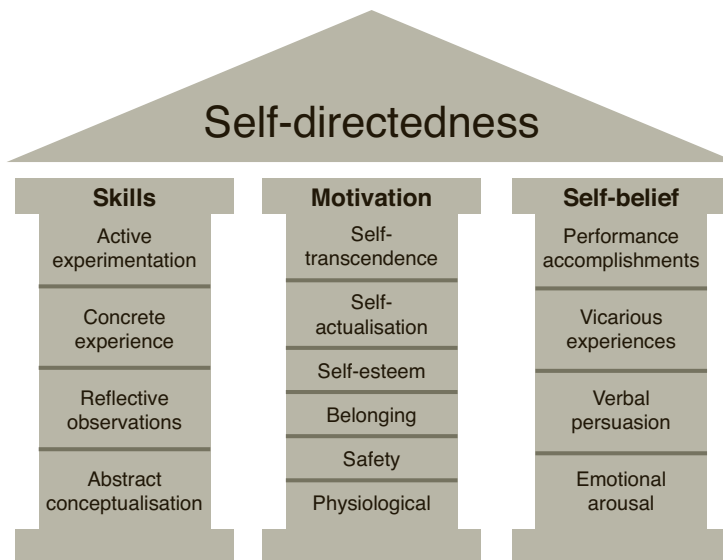 Self-directedness
Skills
Active
experimentation
Concrete
experience
Reflective
observations
Abstract
conceptualisation
Motivation
Self-
transcendence
Self-
actualisation
Self-esteem
Belonging
Safety
Physiological
Self-belief
Performance
accomplishments
Vicarious
experiences
Verbal
persuasion
Emotional
arousal